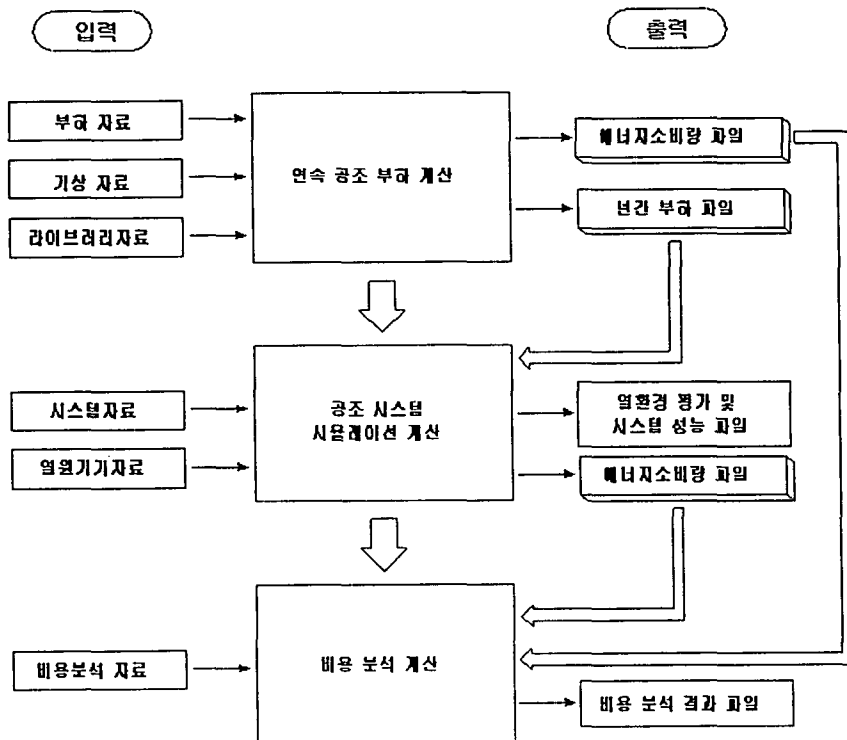 입력
출력
부하 자료
기상 자료
라이브러리자료
연속 공조 부하 계산
에너지소비량 파일
년간 부하 파일
시스템자료
열원기기자료
공조 시스템
시뮬레이션 계산
열환경 평가 및
시스템 성능 파일
에너지소비량 파일
비용분석 자료
비용 분석 계산
비용 분석 결과 파일